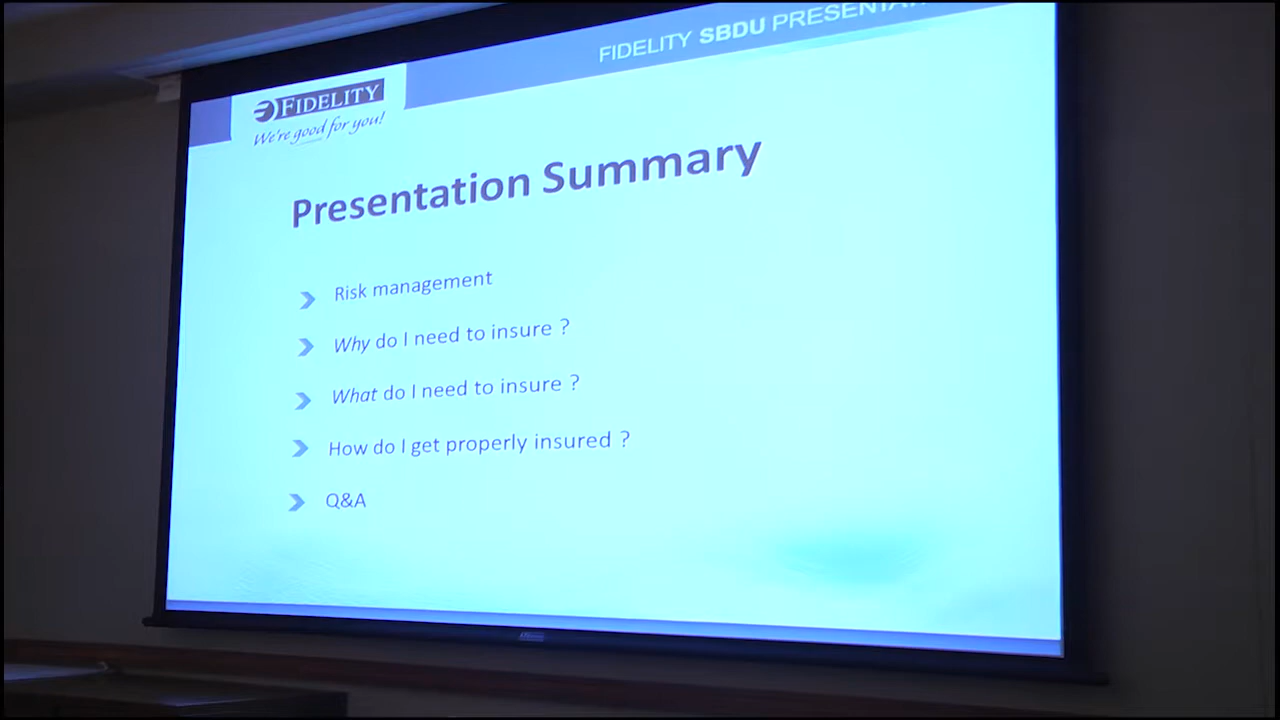 FIDELITY SBDU
FIDELITY
We're good for you!
Presentation Summary
Risk management
Why do I need to insure ?
What do I need to insure ?
How do I get properly insured ?
Q&A